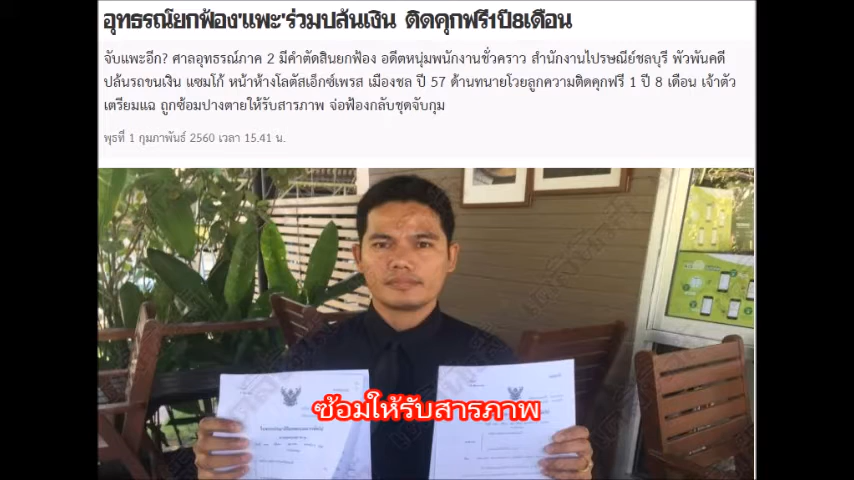 อุทธรณ์ยกฟ้อง'แพะ'ร่วมปล้นเงิน ติดคุกฟรี1ปี8เดือน
จับแพะอีก? ศาลอุทธรณ์ภาค 2 มีคำตัดสินยกฟ้อง อดีตหนุ่มพนักงานชั่วคราว สำนักงานไปรษณีย์ชลบุรี พัวพันคดี
ปล้นรถขนเงิน แซมโก้ หน้าห้างโลตัสเอ็กซ์เพรส เมืองชล ปี 57 ด้านทนายโวยลูกความติดคุกฟรี 1 ปี 8 เดือน เจ้าตัว
เตรียมแฉ ถูกซ้อมปางตายให้รับสารภาพ จ่อฟ้องกลับชุดจับกุม
พุธที่ 1 กุมภาพันธ์ 2560 เวลา 15.41 น.
ซ้อมให้รับสารภาพ